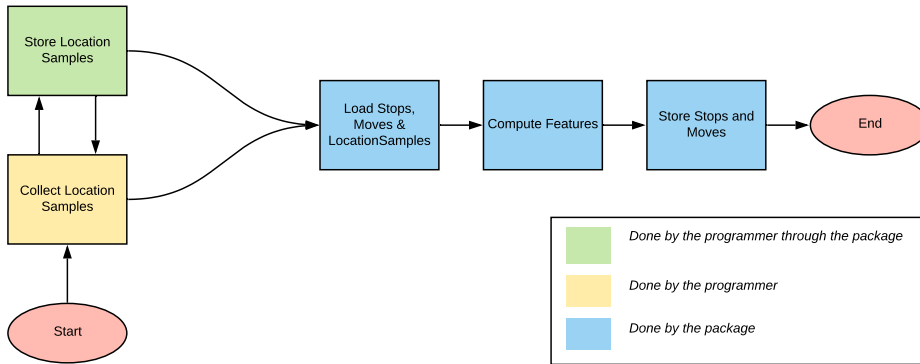 Store Location
Samples
Load Stops,
Moves &
LocationSamples
Compute Features
Store Stops and
Moves
End
Collect Location
Samples
Start
Done by the programmer through the package
Done by the programmer
Done by the package